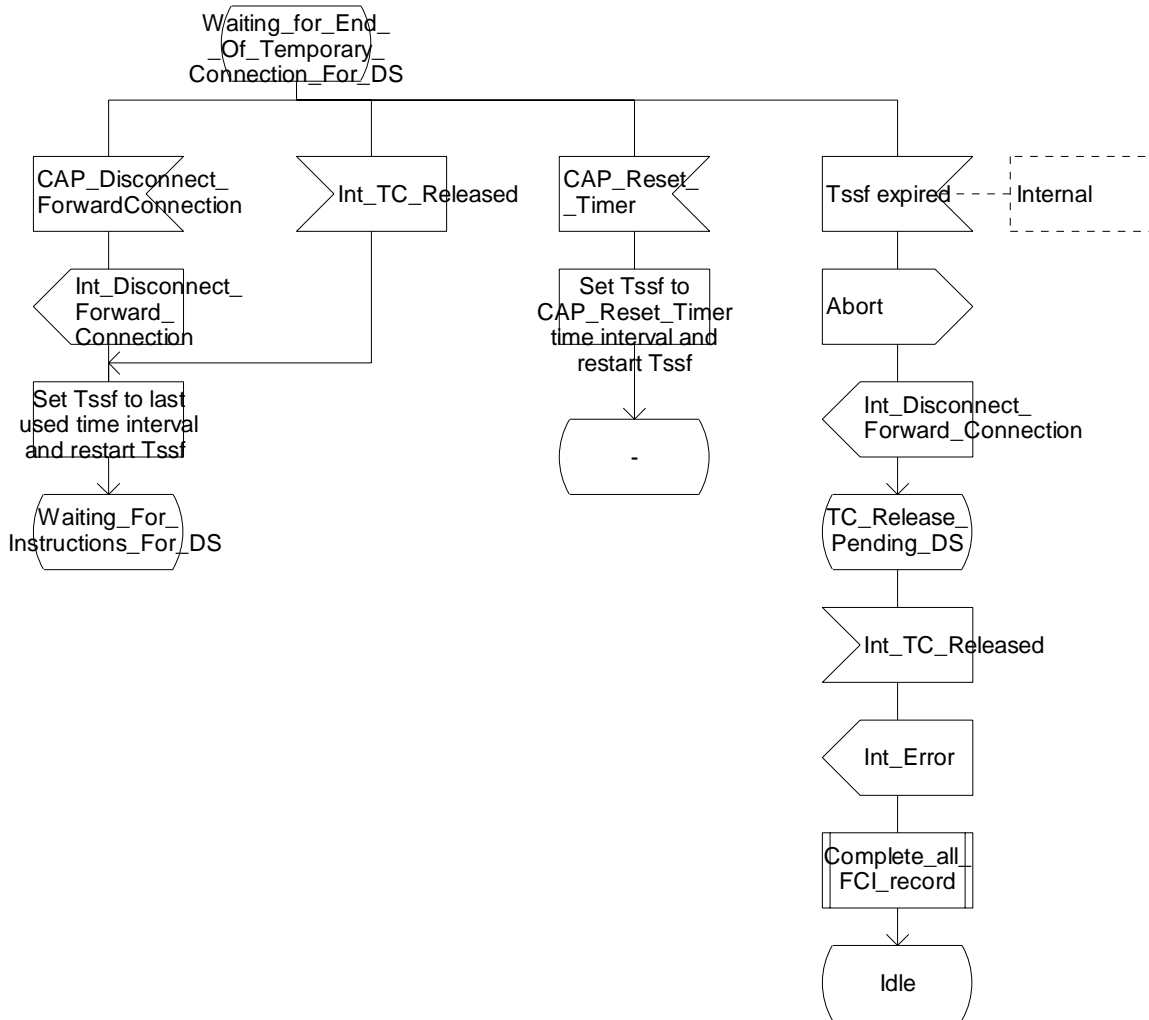 Waiting_for_End_
_Of_Temporary_
Connection_For_DS
CAP_Disconnect_
ForwardConnection
Int_TC_Released
CAP_Reset_
_Timer
Tssf expired
Internal
Int_Disconnect_
Forward_
Connection
Set Tssf to
CAP_Reset_Timer
time interval and
restart Tssf
Abort
Set Tssf to last
used time interval
and restart Tssf
Int_Disconnect_
Forward_Connection
-
Waiting_For_
Instructions_For_DS
TC_Release_
Pending_DS
Int_TC_Released
Int_Error
Complete_all_
FCI_record
Idle